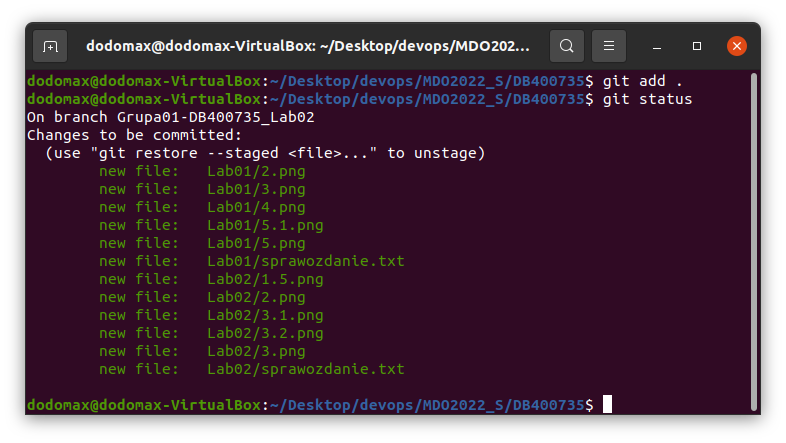 dodomax@dodomax-VirtualBox: ~/Desktop/devops/MDO202...
dodomax@dodomax-VirtualBox:~/Desktop/devops/MDO2022_S/DB400735$ git add .
dodomax@dodomax-VirtualBox:~/Desktop/devops/MDO2022_S/DB400735$ git status
On branch Grupa01-DB400735_Lab02
Changes to be committed:
  (use "git restore --staged <file>..." to unstage)
        new file:   Lab01/2.png
        new file:   Lab01/3.png
        new file:   Lab01/4.png
        new file:   Lab01/5.1.png
        new file:   Lab01/5.png
        new file:   Lab01/sprawozdanie.txt
        new file:   Lab02/1.5.png
        new file:   Lab02/2.png
        new file:   Lab02/3.1.png
        new file:   Lab02/3.2.png
        new file:   Lab02/3.png
        new file:   Lab02/sprawozdanie.txt
dodomax@dodomax-VirtualBox:~/Desktop/devops/MDO2022_S/DB400735$